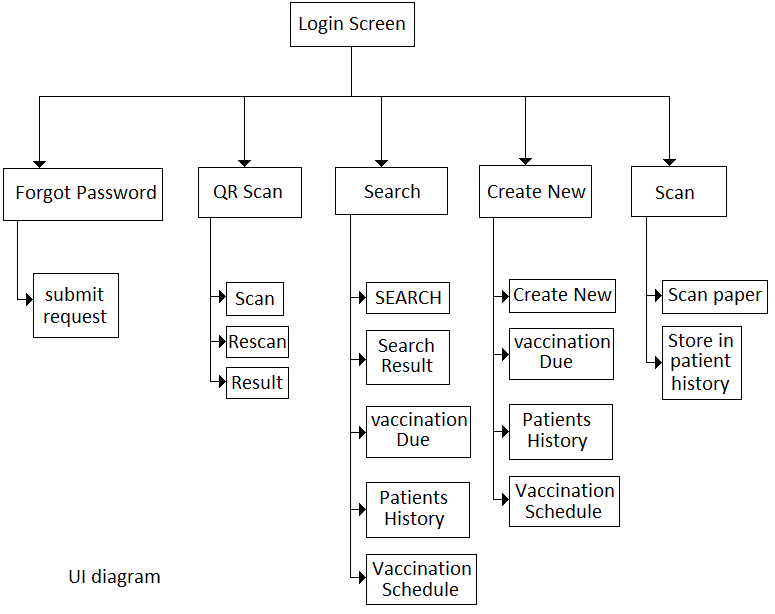 Login Screen
Forgot Password
QR Scan
Search
Create New
Scan
submit
request
Scan
Rescan
Result
SEARCH
Search
Result
vaccination
Due
Patients
History
Vaccination
Schedule
Create New
vaccination
Due
Patients
History
Vaccination
Schedule
Scan paper
Store in
patient
history
UI diagram